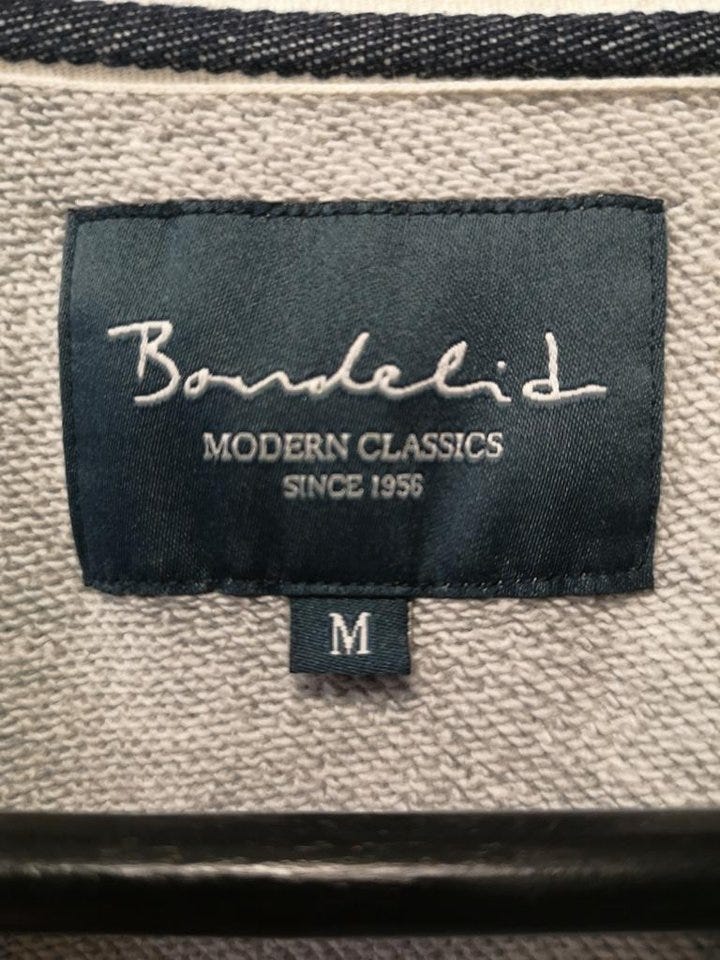 Bondelid
MODERN CLASSICS
SINCE 1956
M